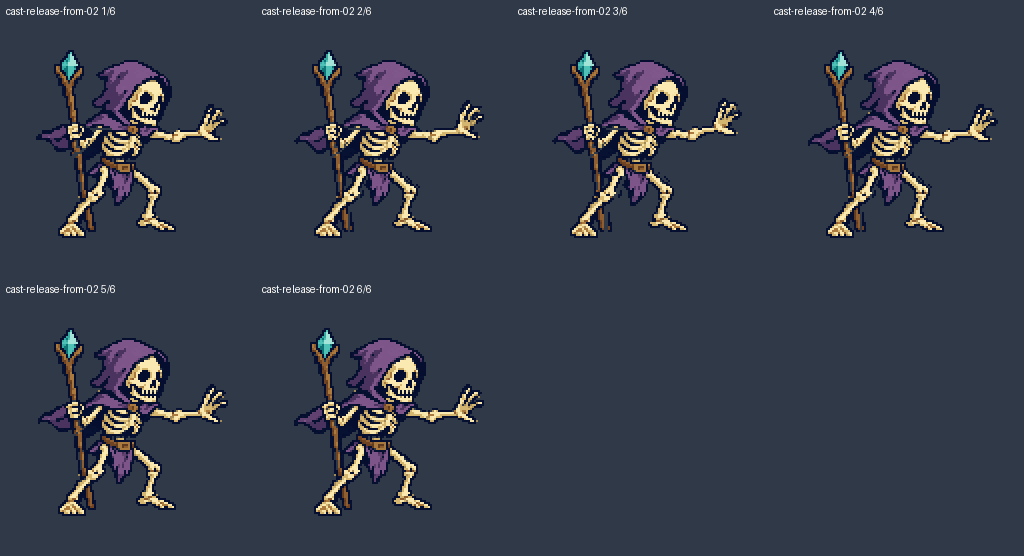 cast-release-from-02 1/6
cast-release-from-02 2/6
cast-release-from-02 3/6
cast-release-from-02 4/6
cast-release-from-02 5/6
cast-release-from-02 6/6